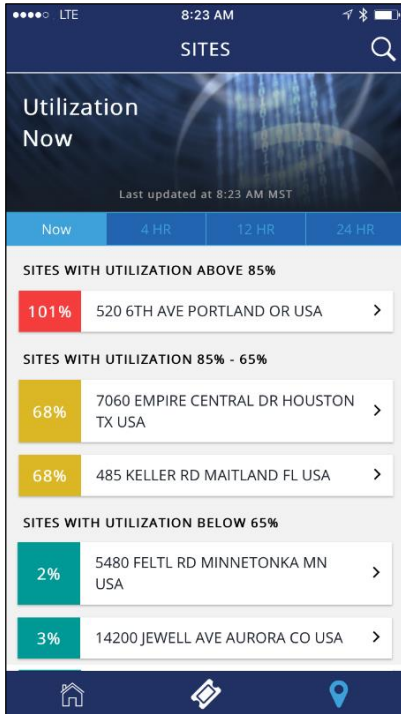 LTE 8:23 AM
SITES
Utilization
Now
Last updated at 8:23 AM MST
Now 4 HR 12 HR 24 HR
SITES WITH UTILIZATION ABOVE 85%
101% 520 6TH AVE PORTLAND OR USA
SITES WITH UTILIZATION 85% - 65%
68% 7060 EMPIRE CENTRAL DR HOUSTON
TX USA
68% 485 KELLER RD MAITLAND FL USA
SITES WITH UTILIZATION BELOW 65%
2% 5480 FELTL RD MINNETONKA MN
USA
3% 14200 JEWELL AVE AURORA CO USA